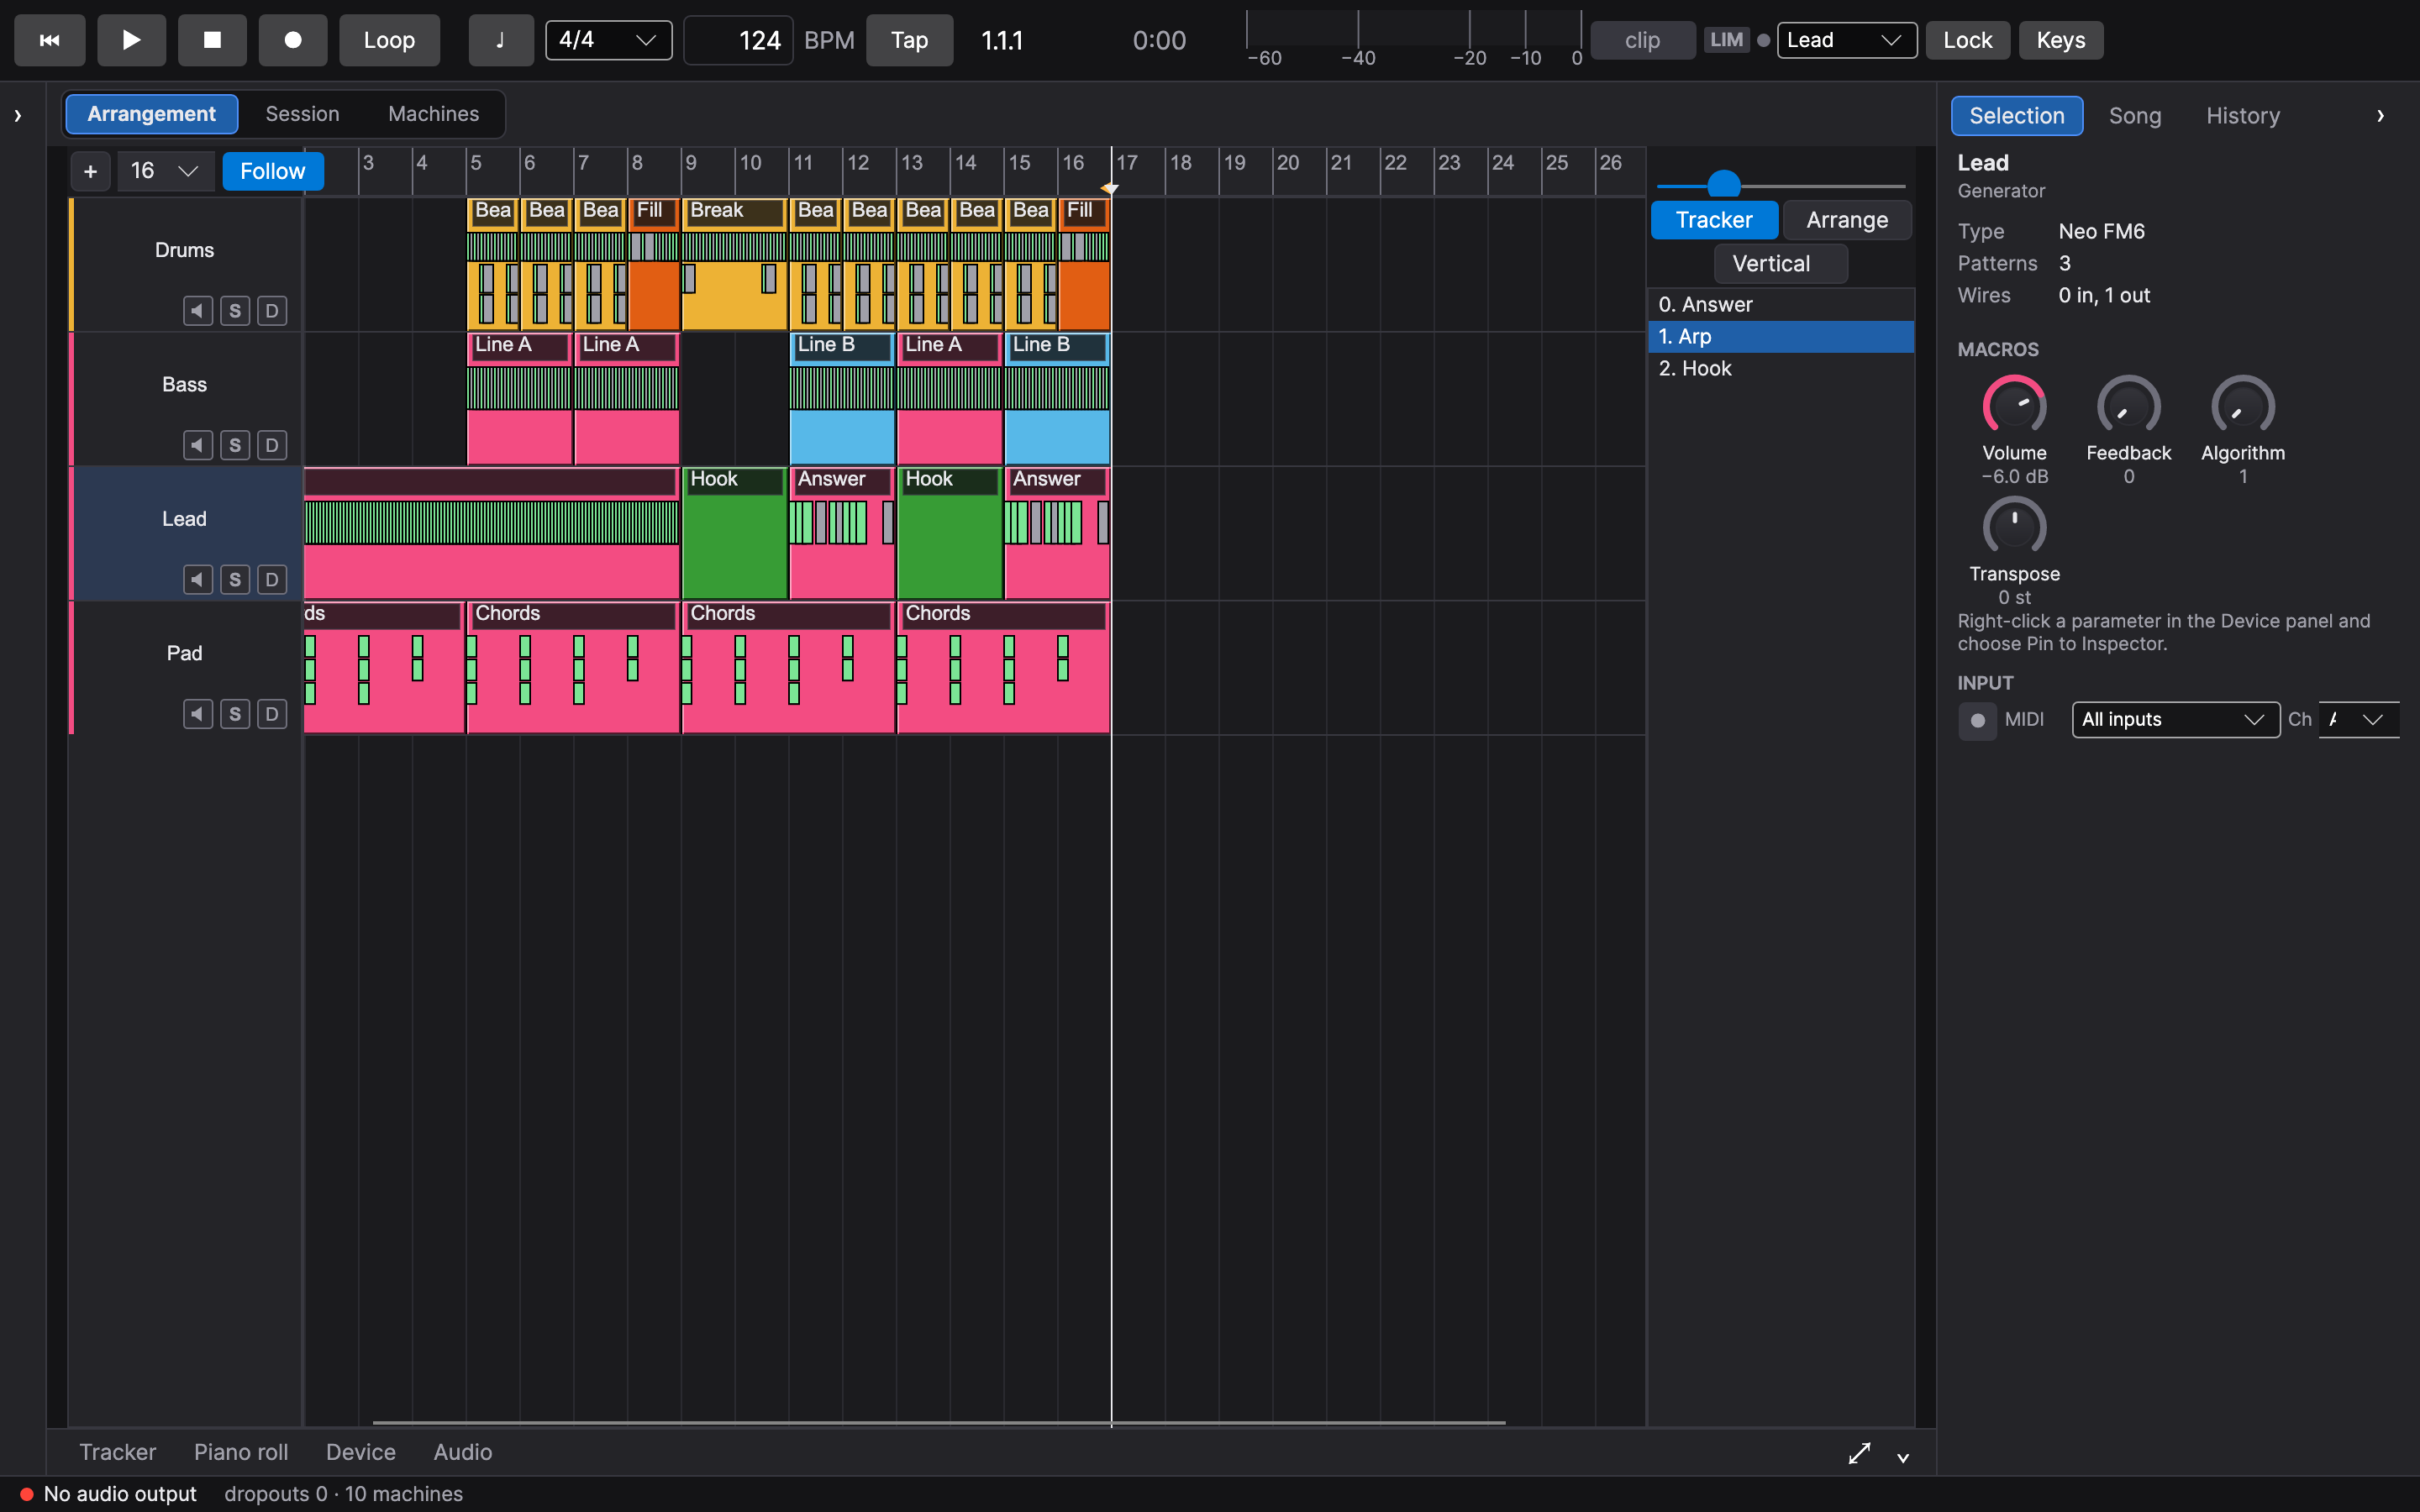 Loop 4/4 124 BPM Tap 1.1.1 0:00 −60 −40 −20 −10 0 clip LIM Lead Lock Keys
Arrangement Session Machines
Selection Song History
+ 16 Follow 3 4 5 6 7 8 9 10 11 12 13 14 15 16 17 18 19 20 21 22 23 24 25 26
Drums
S D
Bea Bea Bea Fill Break Bea Bea Bea Bea Bea Fill
Bass
S D
Line A Line A Line B Line A Line B
Lead
S D
Hook Answer Hook Answer
Pad
S D
ds Chords Chords Chords
Tracker Arrange
Vertical
0. Answer
1. Arp
2. Hook
Lead
Generator
Type Neo FM6
Patterns 3
Wires 0 in, 1 out
MACROS
Volume Feedback Algorithm
−6.0 dB 0 1
Transpose
0 st
Right-click a parameter in the Device panel and
choose Pin to Inspector.
INPUT
MIDI All inputs Ch
Tracker Piano roll Device Audio
No audio output dropouts 0 · 10 machines